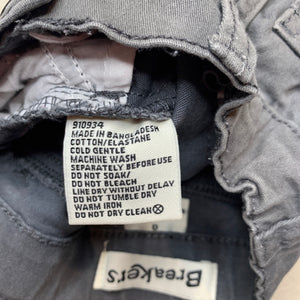 910934
MADE IN BANGLADESH
COTTON/ELASTANE
COLD GENTLE
MACHINE WASH
SEPARATELY BEFORE USE
DO NOT SOAK/
DO NOT BLEACH
LINE DRY WITHOUT DELAY
DO NOT TUMBLE DRY
WARM IRON
DO NOT DRY CLEAN
Breakers